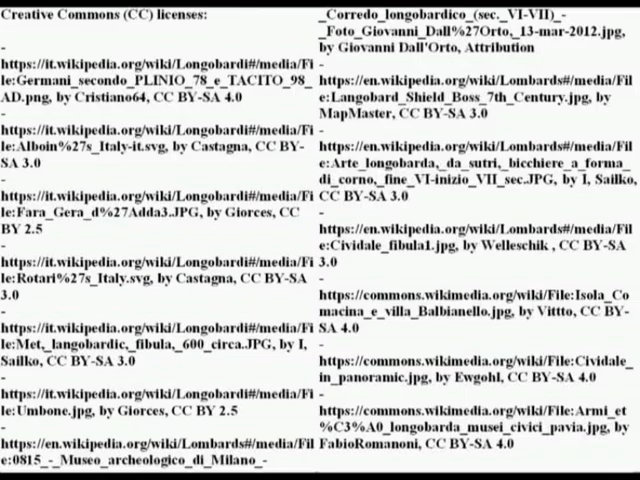 Creative Commons (CC) licenses:
-
https://it.wikipedia.org/wiki/Longobardi#/media/Fi
le:Germani_secondo_PLINIO_78_e_TACITO_98_
AD.png, by Cristiano64, CC BY-SA 4.0
-
https://it.wikipedia.org/wiki/Longobardi#/media/Fi
le:Alboin%27s_Italy-it.svg, by Castagna, CC BY-
SA 3.0
-
https://it.wikipedia.org/wiki/Longobardi#/media/Fi
le:Fara_Gera_d%27Adda3.JPG, by Giorces, CC
BY 2.5
-
https://it.wikipedia.org/wiki/Longobardi#/media/Fi
le:Rotari%27s_Italy.svg, by Castagna, CC BY-SA
3.0
-
https://it.wikipedia.org/wiki/Longobardi#/media/Fi
le:Met,_langobardic,_fibula,_600_circa.JPG, by I,
Sailko, CC BY-SA 3.0
-
https://it.wikipedia.org/wiki/Longobardi#/media/Fi
le:Umbone.jpg, by Giorces, CC BY 2.5
-
https://en.wikipedia.org/wiki/Lombards#/media/Fil
e:0815_-_Museo_archeologico_di_Milano_-
_Corredo_longobardico_(sec._VI-VII)_-
_Foto_Giovanni_Dall%27Orto,_13-mar-2012.jpg,
by Giovanni Dall'Orto, Attribution
-
https://en.wikipedia.org/wiki/Lombards#/media/Fil
e:Langobard_Shield_Boss_7th_Century.jpg, by
MapMaster, CC BY-SA 3.0
-
https://en.wikipedia.org/wiki/Lombards#/media/Fil
e:Arte_longobarda,_da_sutri,_bicchiere_a_forma_
di_corno,_fine_VI-inizio_VII_sec.JPG, by I, Sailko,
CC BY-SA 3.0
-
https://en.wikipedia.org/wiki/Lombards#/media/Fil
e:Cividale_fibula1.jpg, by Welleschik , CC BY-SA
3.0
-
https://commons.wikimedia.org/wiki/File:Isola_Co
macina_e_villa_Balbianello.jpg, by Vittto, CC BY-
SA 4.0
-
https://commons.wikimedia.org/wiki/File:Cividale_
in_panoramic.jpg, by Ewgohl, CC BY-SA 4.0
-
https://commons.wikimedia.org/wiki/File:Armi_et
%C3%A0_longobarda_musei_civici_pavia.jpg, by
FabioRomanoni, CC BY-SA 4.0